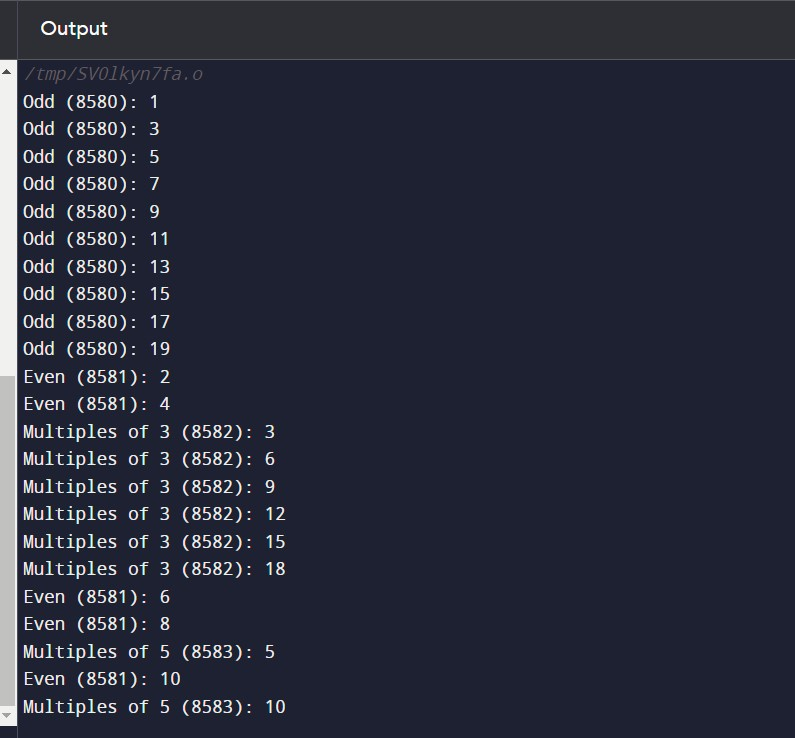 Output
/tmp/SVOlkyn7fa.o
Odd (8580): 1
Odd (8580): 3
Odd (8580): 5
Odd (8580): 7
Odd (8580): 9
Odd (8580): 11
Odd (8580): 13
Odd (8580): 15
Odd (8580): 17
Odd (8580): 19
Even (8581): 2
Even (8581): 4
Multiples of 3 (8582): 3
Multiples of 3 (8582): 6
Multiples of 3 (8582): 9
Multiples of 3 (8582): 12
Multiples of 3 (8582): 15
Multiples of 3 (8582): 18
Even (8581): 6
Even (8581): 8
Multiples of 5 (8583): 5
Even (8581): 10
Multiples of 5 (8583): 10